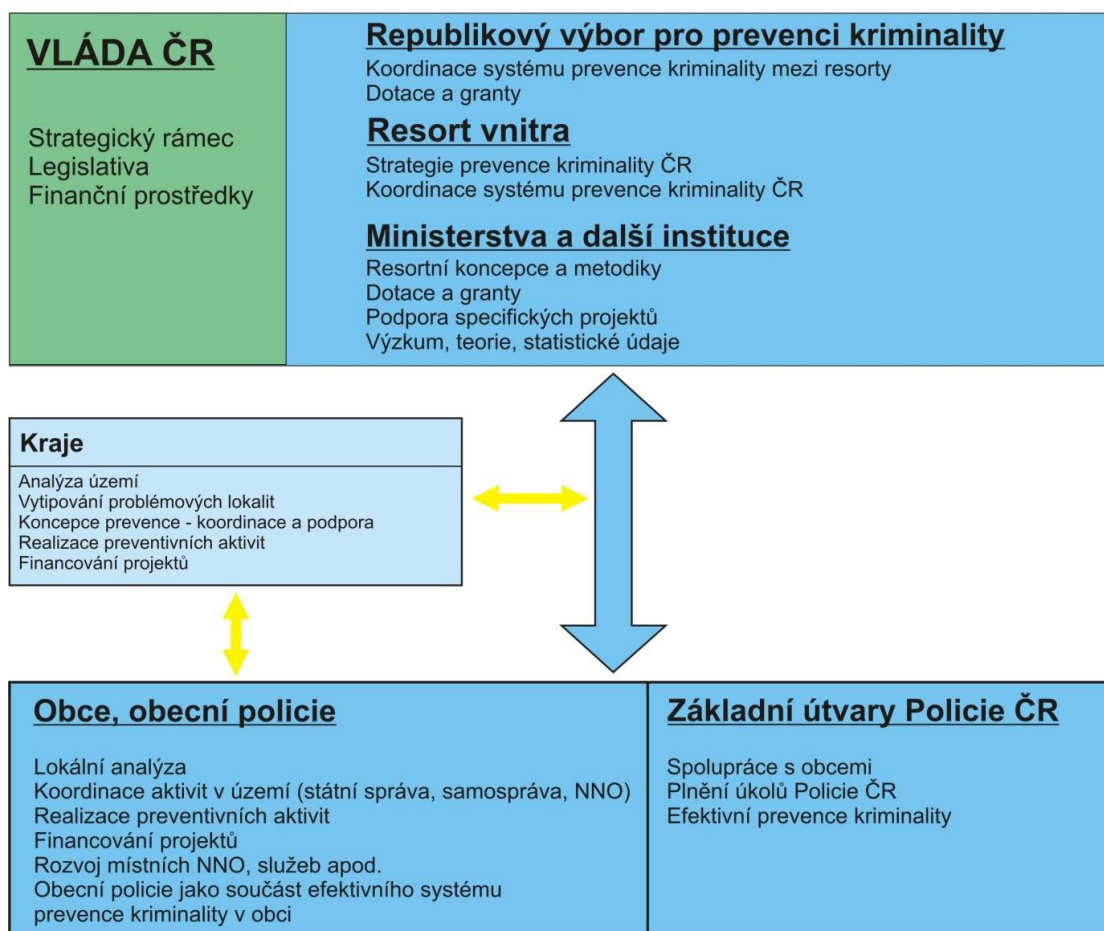 VLÁDA ČR
Strategický rámec
Legislativa
Finanční prostředky
Republikový výbor pro prevenci kriminality
Koordinace systému prevence kriminality mezi resorty
Dotace a granty
Resort vnitra
Strategie prevence kriminality ČR
Koordinace systému prevence kriminality ČR
Ministerstva a další instituce
Resortní koncepce a metodiky
Dotace a granty
Podpora specifických projektů
Výzkum, teorie, statistické údaje
Kraje
Analýza území
Vytipování problémových lokalit
Koncepce prevence - koordinace a podpora
Realizace preventivních aktivit
Financování projektů
Obce, obecní policie
Lokální analýza
Koordinace aktivit v území (státní správa, samospráva, NNO)
Realizace preventivních aktivit
Financování projektů
Rozvoj místních NNO, služeb apod.
Obecní policie jako součást efektivního systému
prevence kriminality v obci
Základní útvary Policie ČR
Spolupráce s obcemi
Plnění úkolů Policie ČR
Efektivní prevence kriminality